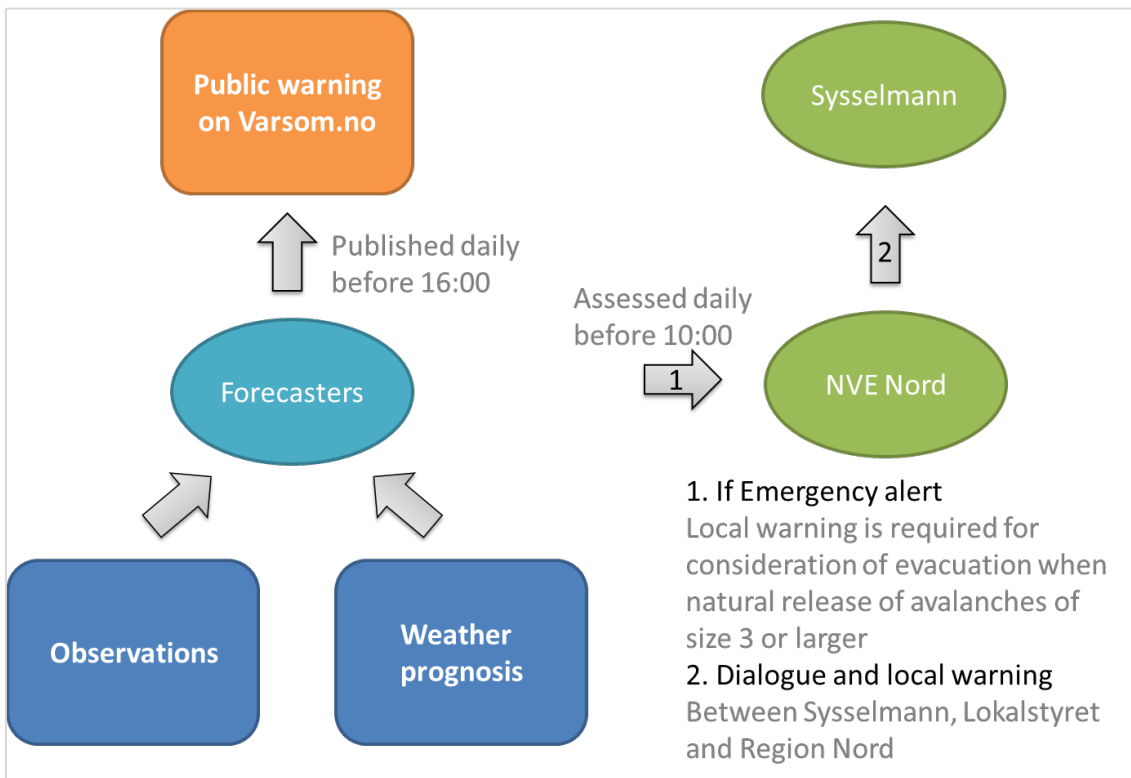 Public warning
on Varsom.no
Sysselmann
Published daily
before 16:00
2
Assessed daily
before 10:00
Forecasters
1
NVE Nord
1. If Emergency alert
Local warning is required for
consideration of evacuation when
natural release of avalanches of
size 3 or larger
2. Dialogue and local warning
Between Sysselmann, Lokalstyret
and Region Nord
Observations
Weather
prognosis